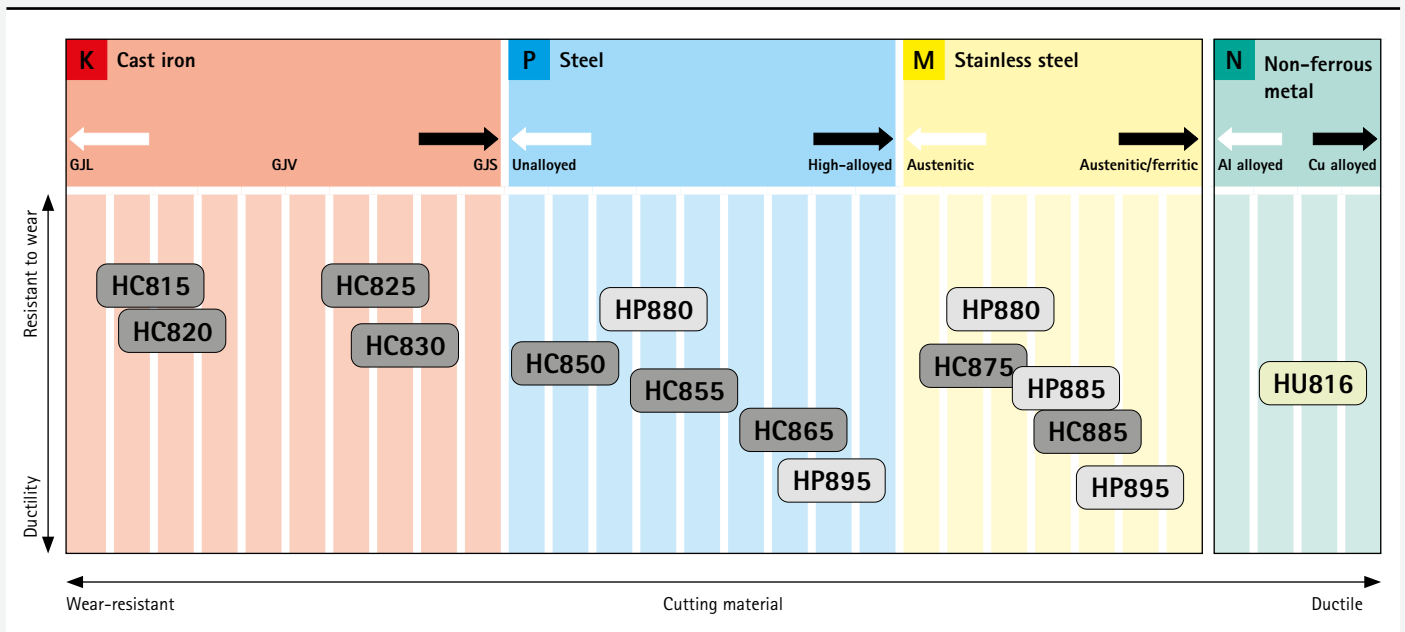 K Cast iron
P Steel
M Stainless steel
N Non-ferrous
metal
GJL GJV GJS
Unalloyed High-alloyed
Austenitic Austenitic/ferritic
Al alloyed Cu alloyed
Resistant to wear
Ductility
HC815
HC820
HC825
HC830
HP880
HC850
HC855
HC865
HP895
HP880
HC875
HP885
HC885
HP895
HU816
Wear-resistant Cutting material Ductile